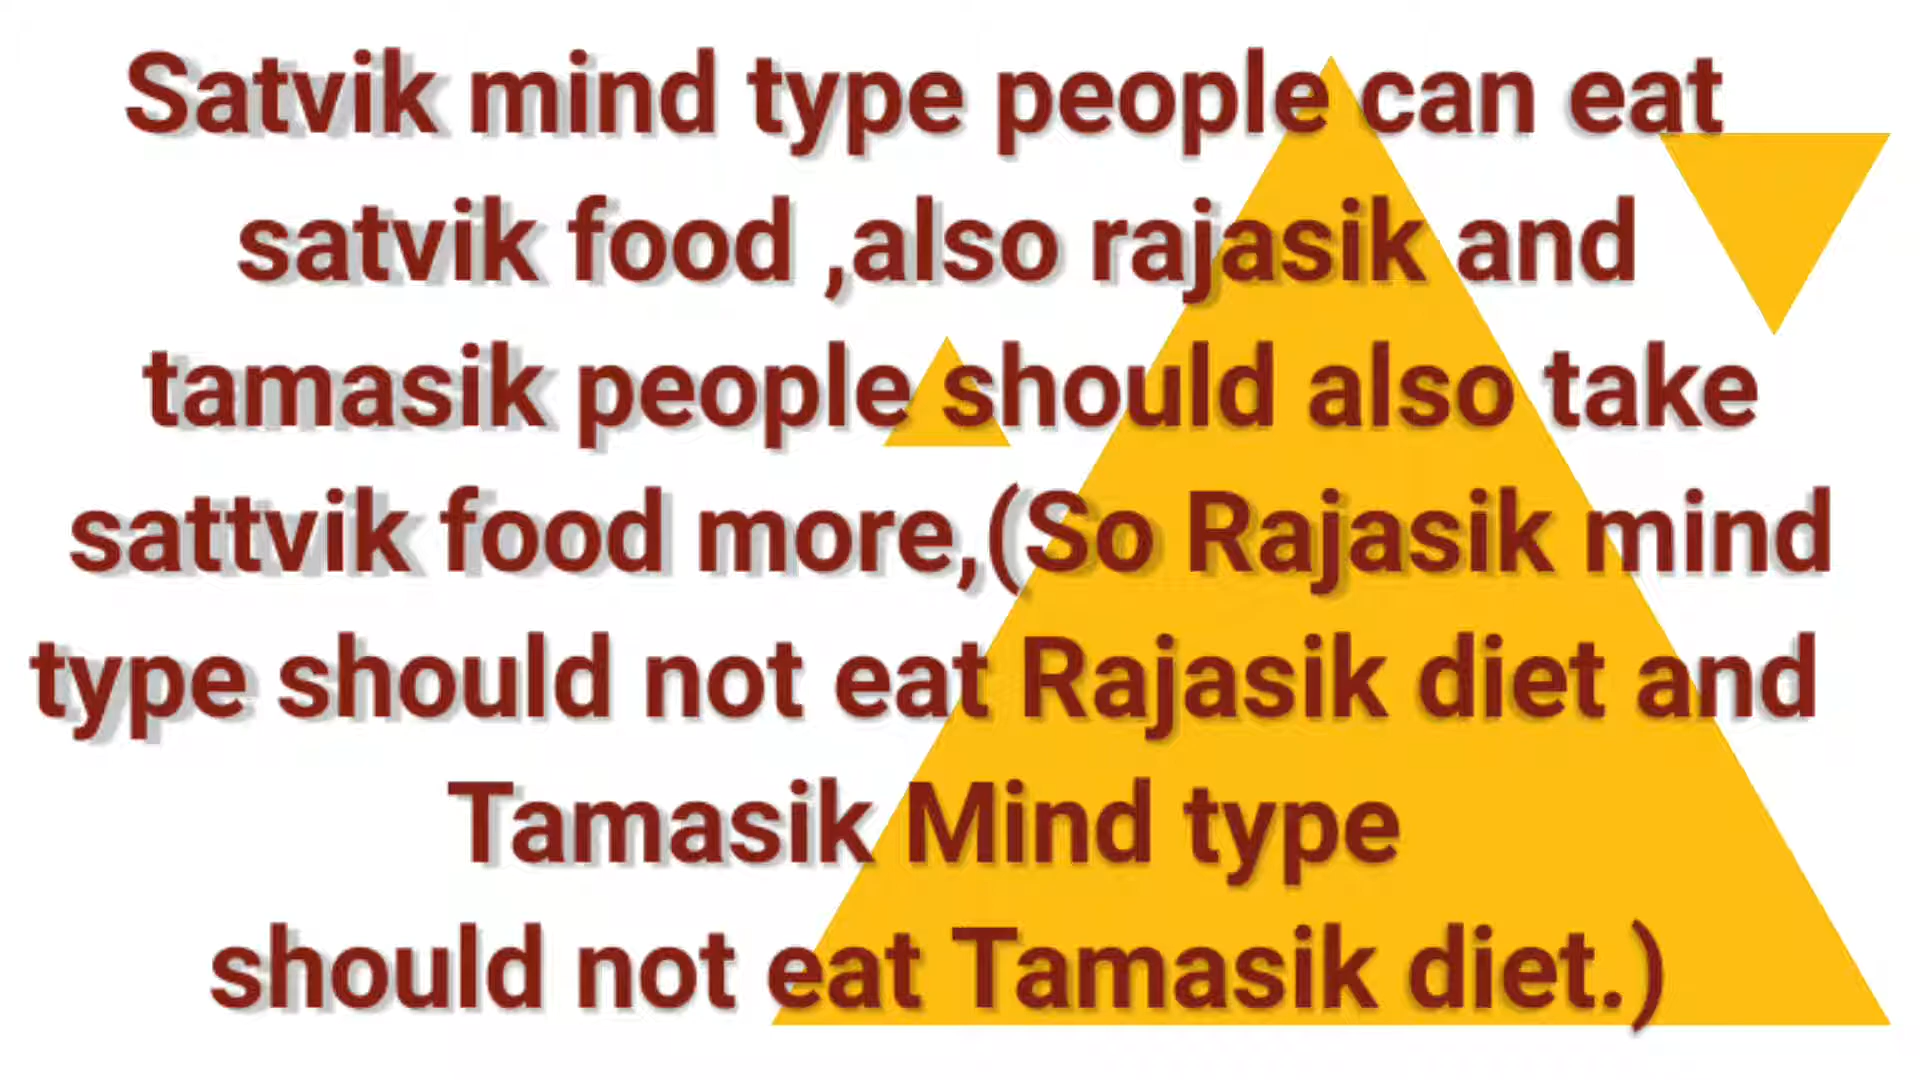 Satvik mind type people can eat
satvik food ,also rajasik and
tamasik people should also take
sattvik food more,(So Rajasik mind
type should not eat Rajasik diet and
Tamasik Mind type
should not eat Tamasik diet.)